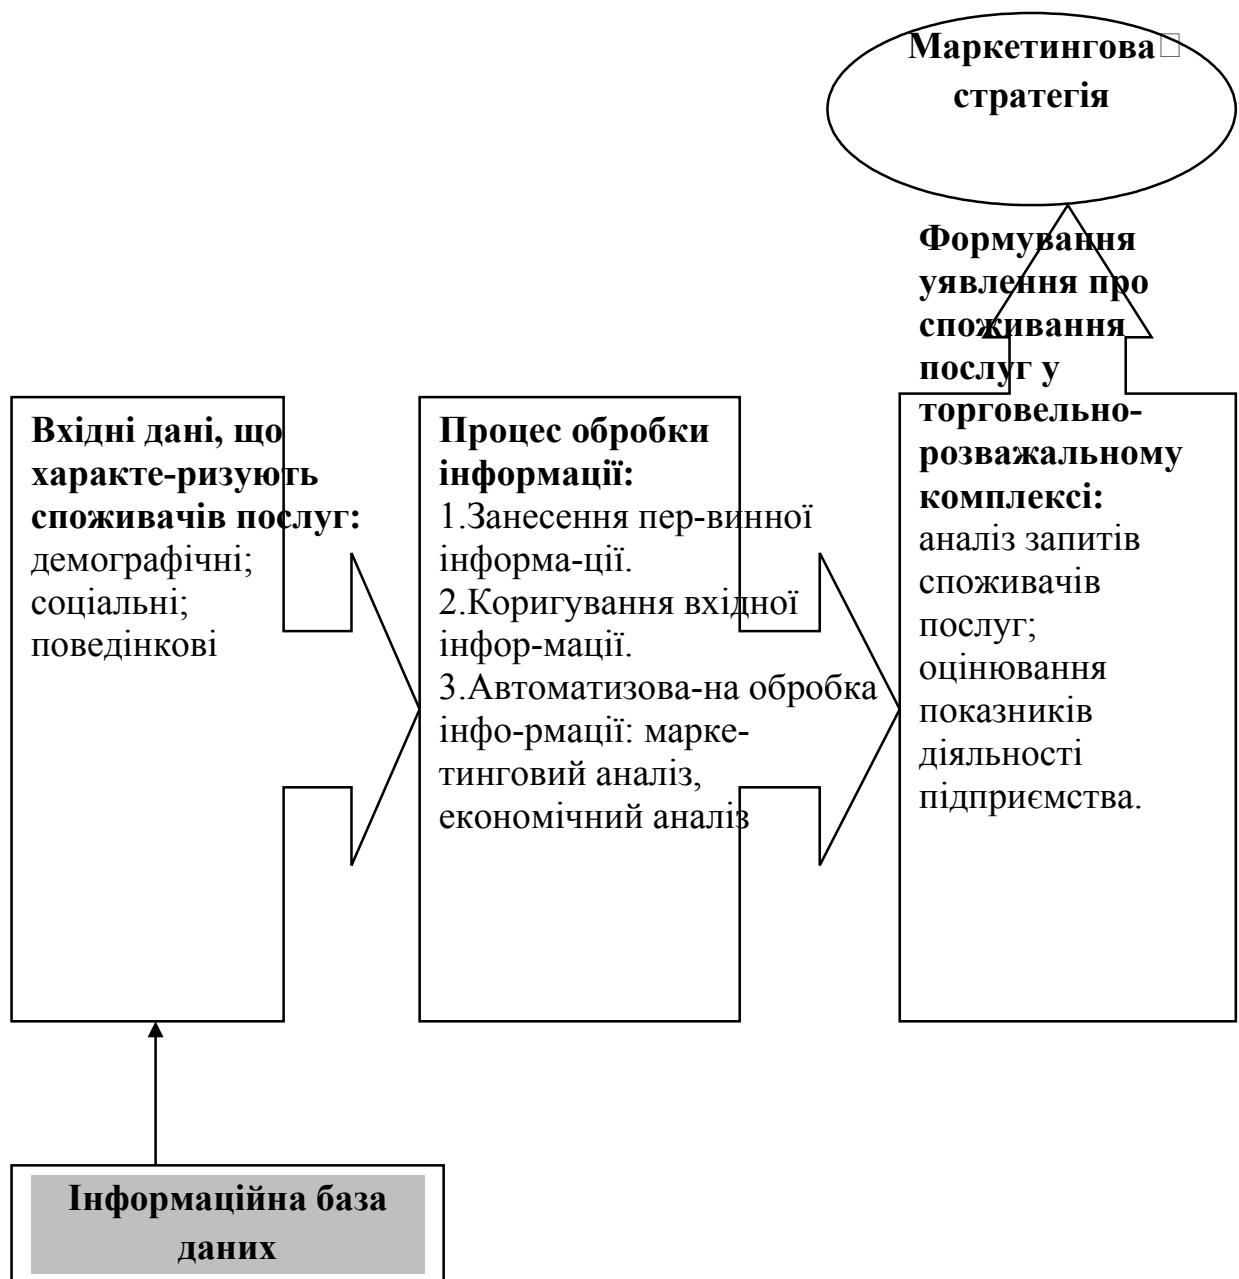 Маркетингова
стратегія
Формування
уявлення про
споживання
послуг у
торговельно-
розважальному
комплексі:
аналіз запитів
споживачів
послуг;
оцінювання
показників
діяльності
підприємства.
Вхідні дані, що
характе-ризують
споживачів послуг:
демографічні;
соціальні;
поведінкові
Процес обробки
інформації:
1.Занесення пер-винної
інформа-ції.
2.Коригування вхідної
інфор-мації.
3.Автоматизова-на обробка
інфо-рмації: марке-
тинговий аналіз,
економічний аналіз
Інформаційна база
даних